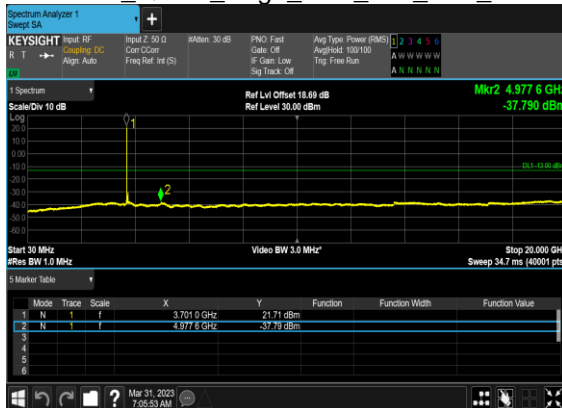 Spectrum Analyzer 1
Swept SA
+
KEYSIGHT Input: RF Input Z: 50 Ω #Atten: 30 dB PNO: Fast Avg Type: Power (RMS) 1 2 3 4 5 6
R T Coupling: DC Corr CCorr Gate: Off Avg|Hold: 100/100 A W W W W W
Align: Auto Freq Ref: Int (S) IF Gain: Low Trig: Free Run A N N N N N
Sig Track: Off
1 Spectrum Ref Lvl Offset 18.69 dB Mkr2 4.977 6 GHz
Scale/Div 10 dB Ref Level 30.00 dBm -37.790 dBm
Log
20.0
10.0
0.00
-10.0
DL1 -13.00 dBm
-20.0
-30.0
-40.0
-50.0
-60.0
1
2
Start 30 MHz Video BW 3.0 MHz* Stop 20.000 GHz
#Res BW 1.0 MHz Sweep 34.7 ms (40001 pts)
5 Marker Table
Mode Trace Scale X Y Function Function Width Function Value
1 N 1 f 3.701 0 GHz 21.71 dBm
2 N 1 f 4.977 6 GHz -37.79 dBm
3
4
5
6
? Mar 31, 2023
7:05:53 AM